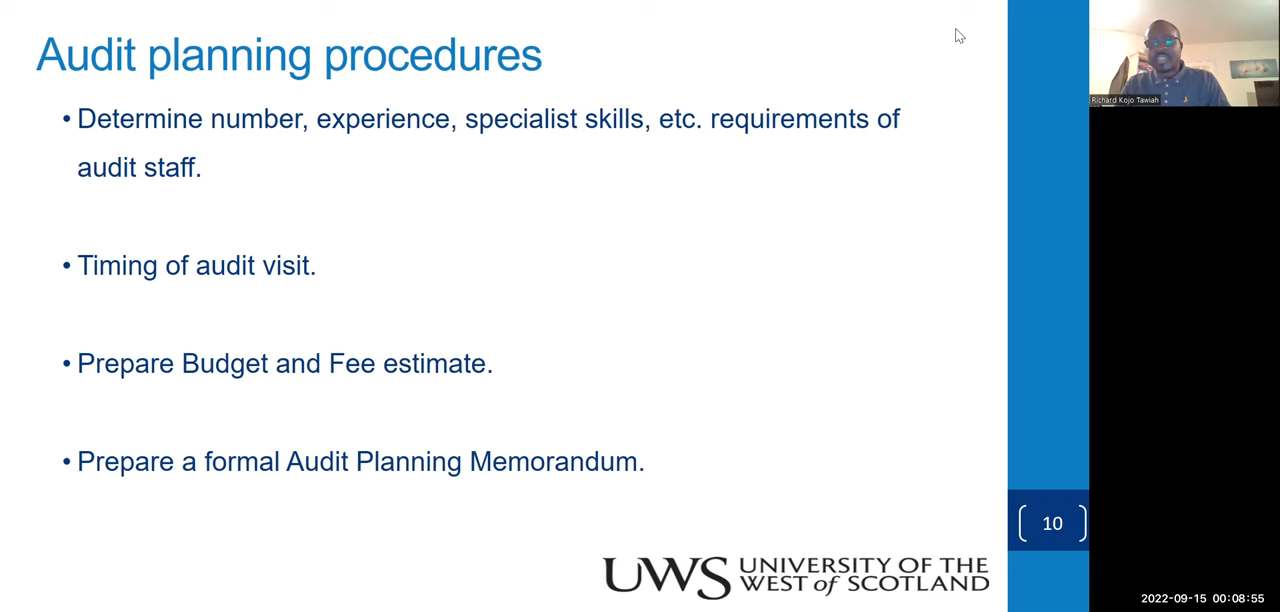 Audit planning procedures
• Determine number, experience, specialist skills, etc. requirements of
audit staff.
• Timing of audit visit.
• Prepare Budget and Fee estimate.
• Prepare a formal Audit Planning Memorandum.
10
UWS UNIVERSITY OF THE
WEST of SCOTLAND
Richard Kojo Tawiah
2022-09-15 00:08:55